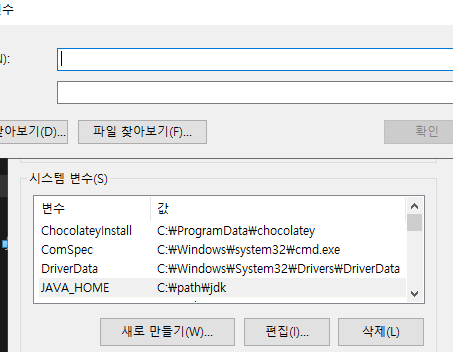 변수
N):
찾아보기(D)...
파일 찾아보기(F)...
확인
시스템 변수(S)
변수 값
ChocolateyInstall C:₩ProgramData₩chocolatey
ComSpec C:₩Windows₩system32₩cmd.exe
DriverData C:₩Windows₩System32₩Drivers₩DriverData
JAVA_HOME C:₩path₩jdk
새로 만들기(W)...
편집(I)...
삭제(L)